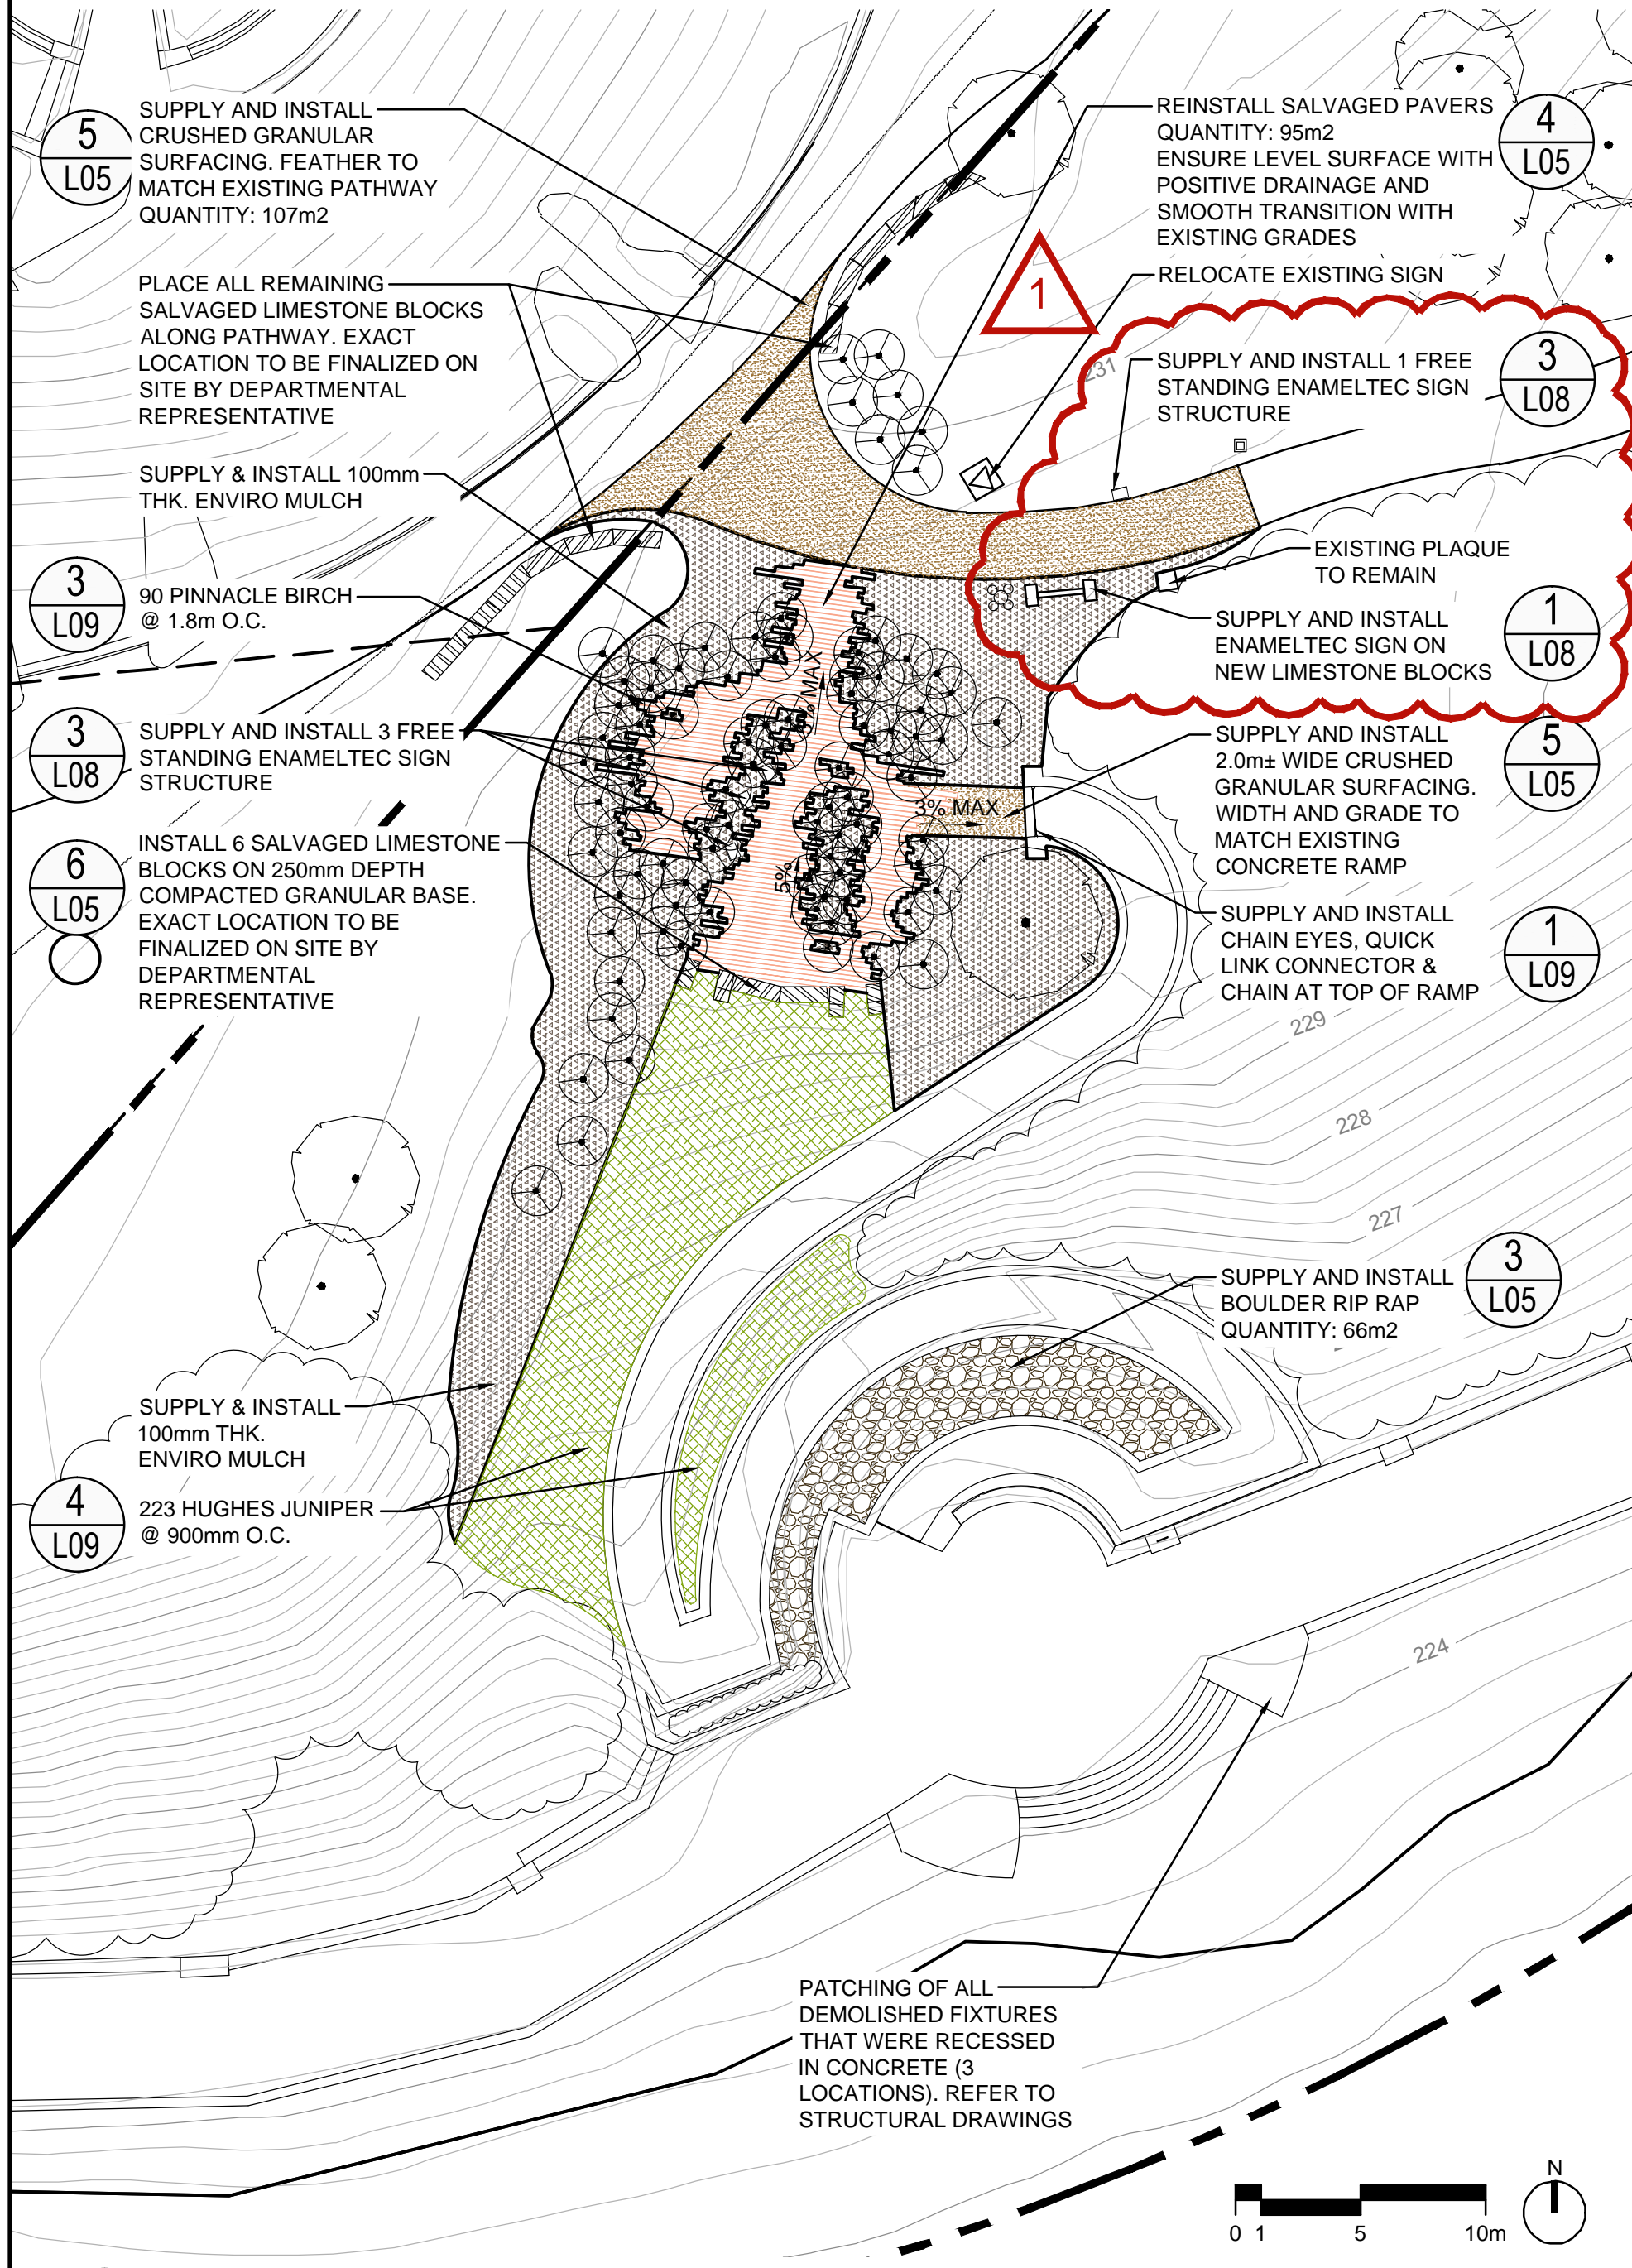 5
L05
SUPPLY AND INSTALL
CRUSHED GRANULAR
SURFACING. FEATHER TO
MATCH EXISTING PATHWAY
QUANTITY: 107m2
REINSTALL SALVAGED PAVERS
QUANTITY: 95m2
ENSURE LEVEL SURFACE WITH
POSITIVE DRAINAGE AND
SMOOTH TRANSITION WITH
EXISTING GRADES
4
L05
PLACE ALL REMAINING
SALVAGED LIMESTONE BLOCKS
ALONG PATHWAY. EXACT
LOCATION TO BE FINALIZED ON
SITE BY DEPARTMENTAL
REPRESENTATIVE
1
RELOCATE EXISTING SIGN
231
SUPPLY AND INSTALL 1 FREE
STANDING ENAMELTEC SIGN
STRUCTURE
3
L08
SUPPLY & INSTALL 100mm
THK. ENVIRO MULCH
3
L09
90 PINNACLE BIRCH
@ 1.8m O.C.
EXISTING PLAQUE
TO REMAIN
SUPPLY AND INSTALL
ENAMELTEC SIGN ON
NEW LIMESTONE BLOCKS
1
L08
3
L08
SUPPLY AND INSTALL 3 FREE
STANDING ENAMELTEC SIGN
STRUCTURE
MAX
SUPPLY AND INSTALL
2.0m± WIDE CRUSHED
GRANULAR SURFACING.
WIDTH AND GRADE TO
MATCH EXISTING
CONCRETE RAMP
5
L05
3% MAX
5%
6
L05
INSTALL 6 SALVAGED LIMESTONE
BLOCKS ON 250mm DEPTH
COMPACTED GRANULAR BASE.
EXACT LOCATION TO BE
FINALIZED ON SITE BY
DEPARTMENTAL
REPRESENTATIVE
SUPPLY AND INSTALL
CHAIN EYES, QUICK
LINK CONNECTOR &
CHAIN AT TOP OF RAMP
1
L09
229
228
227
SUPPLY AND INSTALL
BOULDER RIP RAP
QUANTITY: 66m2
3
L05
SUPPLY & INSTALL
100mm THK.
ENVIRO MULCH
4
L09
223 HUGHES JUNIPER
@ 900mm O.C.
224
PATCHING OF ALL
DEMOLISHED FIXTURES
THAT WERE RECESSED
IN CONCRETE (3
LOCATIONS). REFER TO
STRUCTURAL DRAWINGS
N
0 1 5 10m